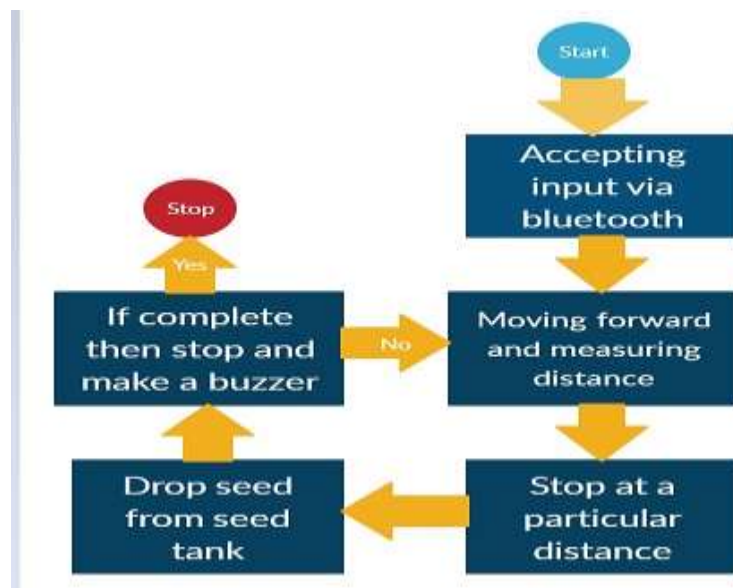 Start
Accepting
input via
bluetooth
Moving forward
and measuring
distance
Stop at a
particular
distance
Drop seed
from seed
tank
If complete
then stop and
make a buzzer
No
Yes
Stop